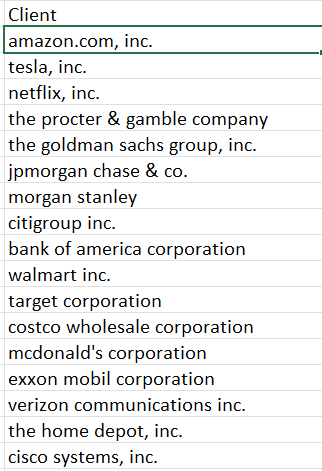 Client
amazon.com, inc.
tesla, inc.
netflix, inc.
the procter & gamble company
the goldman sachs group, inc.
jpmorgan chase & co.
morgan stanley
citigroup inc.
bank of america corporation
walmart inc.
target corporation
costco wholesale corporation
mcdonald's corporation
exxon mobil corporation
verizon communications inc.
the home depot, inc.
cisco systems, inc.